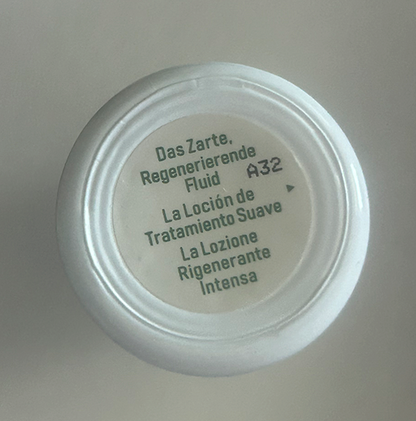 Das Zarte,
Regenerierende
Fluid
A32
La Loción de
Tratamiento Suave
La Lozione
Rigenerante
Intensa